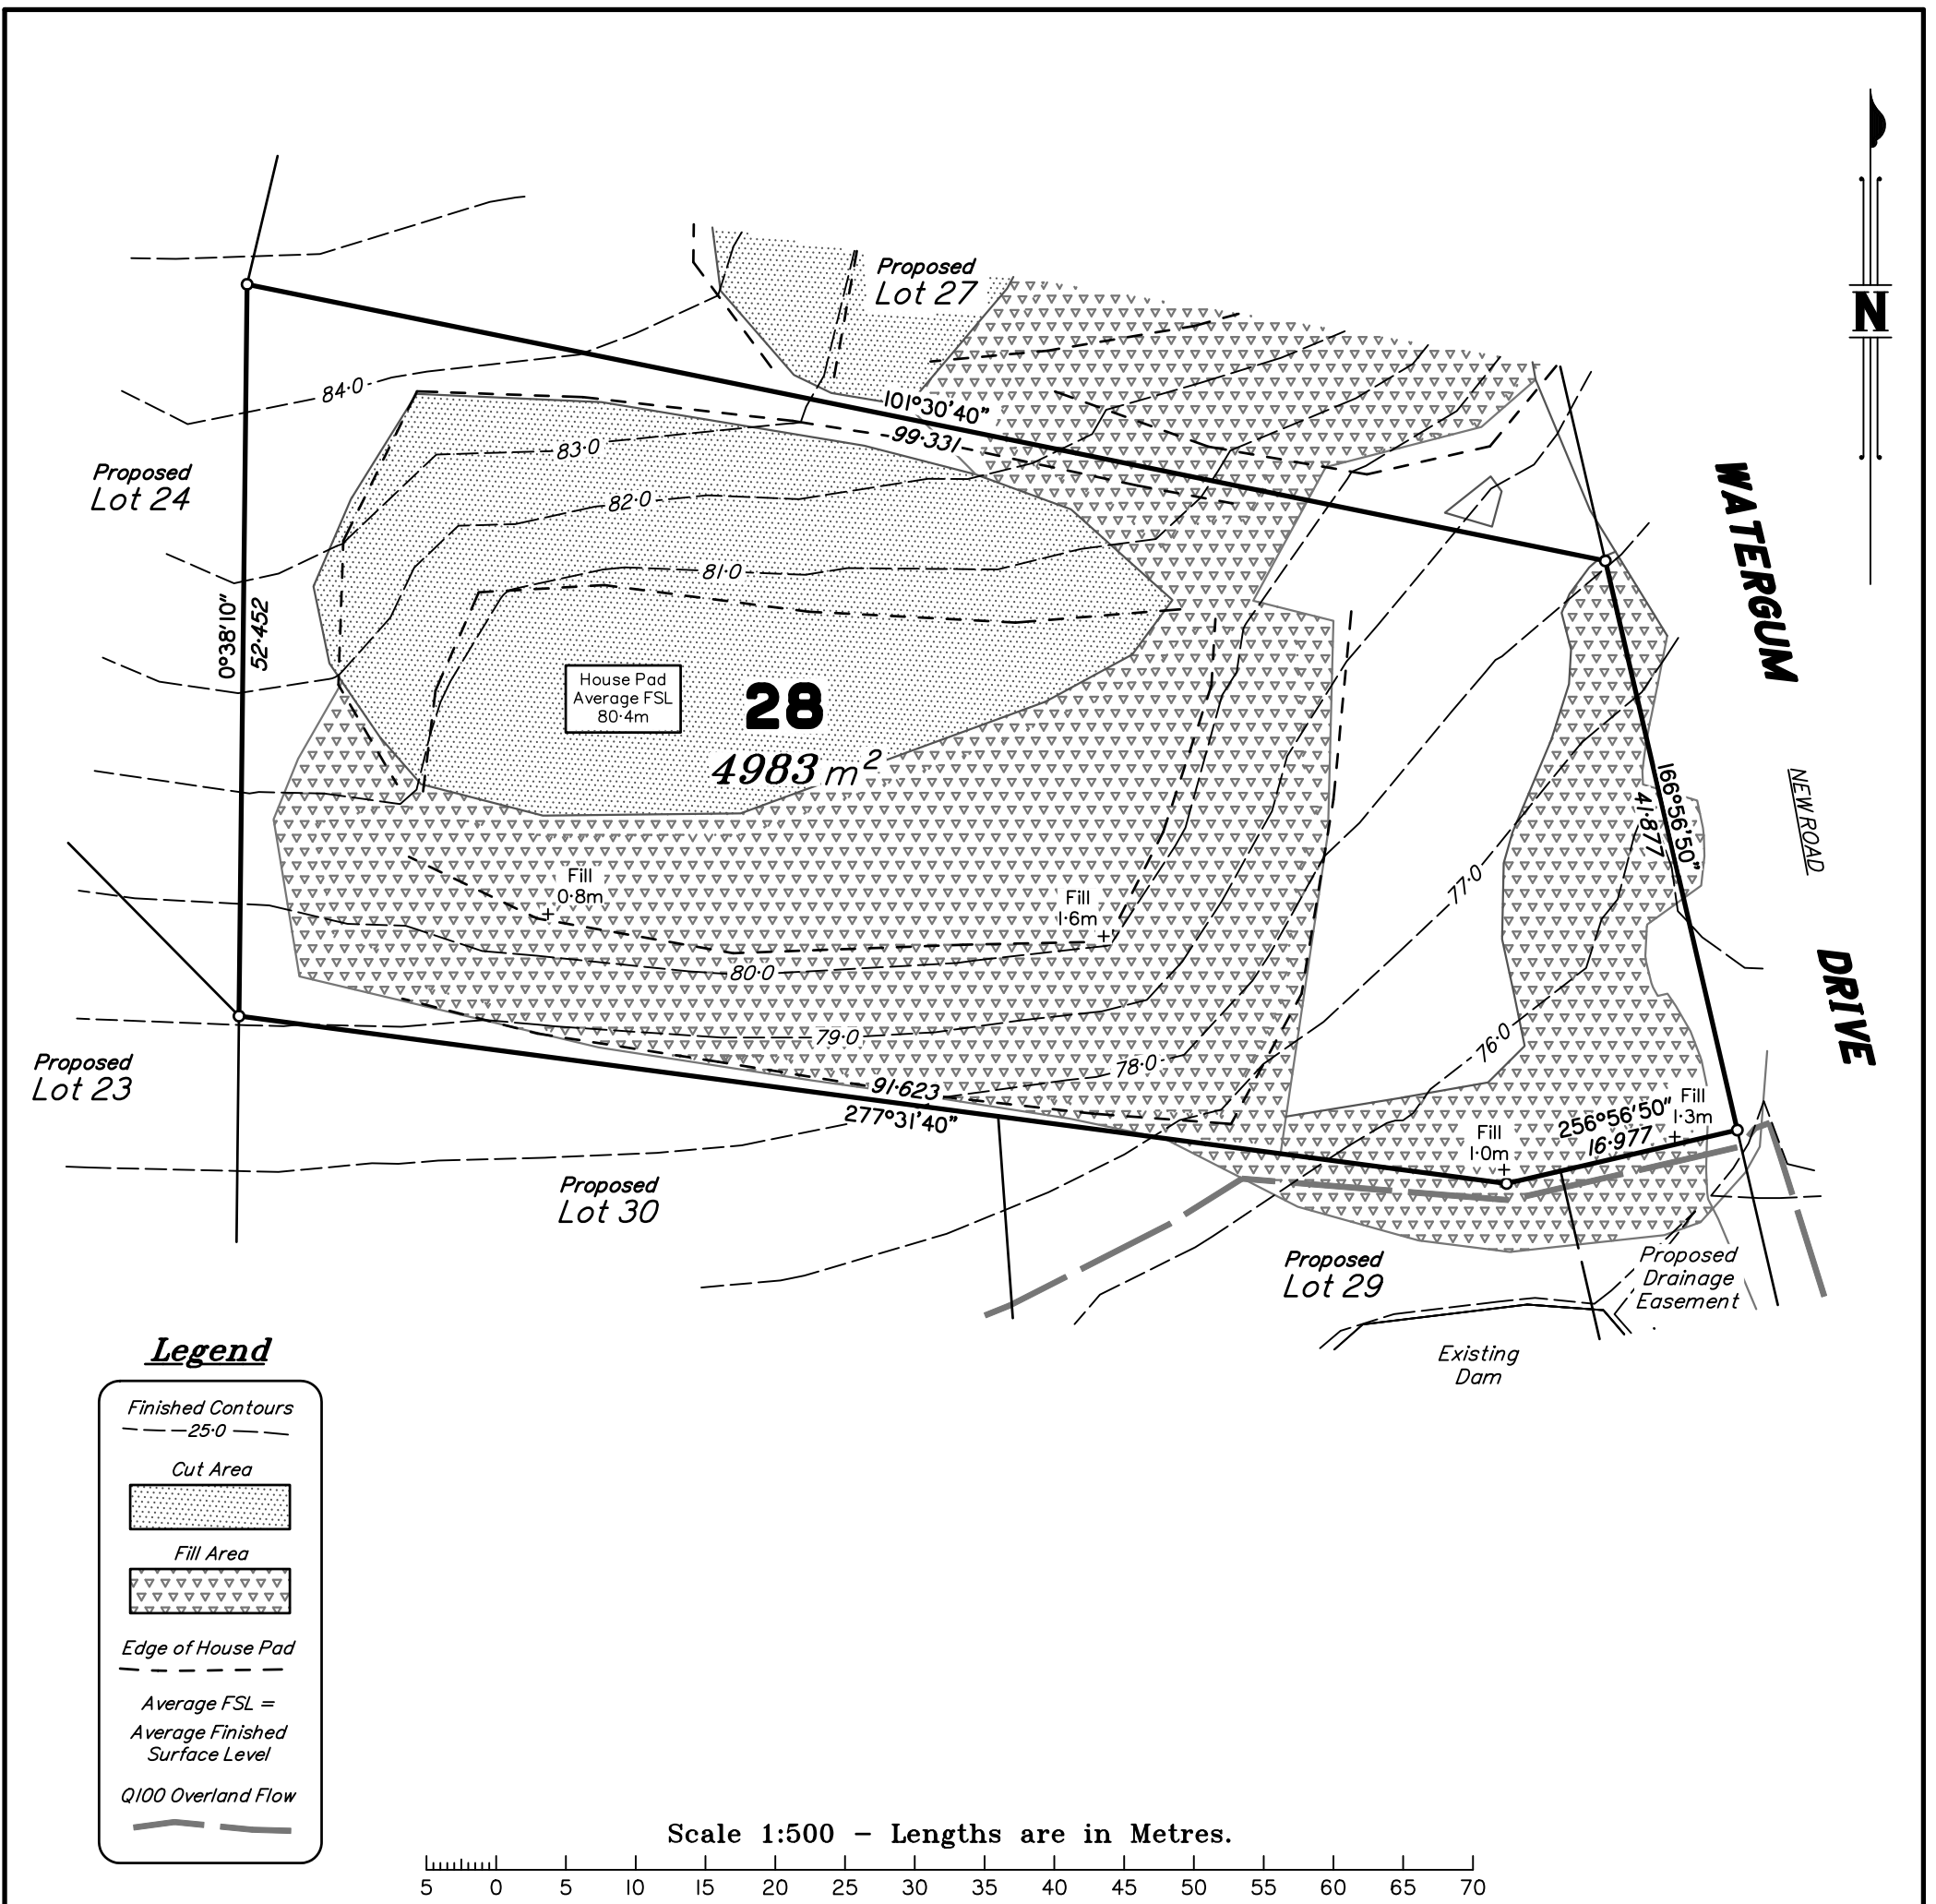 Proposed
Lot 27
N
84·0
101°30'40"
99·331
83·0
Proposed
Lot 24
82·0
WATERGUM
81·0
0°38'10"
52·452
House Pad
Average FSL
80·4m
28
4983 m²
166°56'50"
41·877
NEW ROAD
Fill
0·8m
Fill
1·6m
77·0
80·0
DRIVE
79·0
76·0
78·0
Proposed
Lot 23
91·623
277°31'40"
Fill
1·0m
256°56'50"
16·977
Fill
1·3m
Proposed
Lot 30
Proposed
Lot 29
Proposed
Drainage
Easement
Existing
Dam
Legend
Finished Contours
25·0
Cut Area
Fill Area
Edge of House Pad
Average FSL =
Average Finished
Surface Level
Q100 Overland Flow
Scale 1:500 – Lengths are in Metres.
5 0 5 10 15 20 25 30 35 40 45 50 55 60 65 70